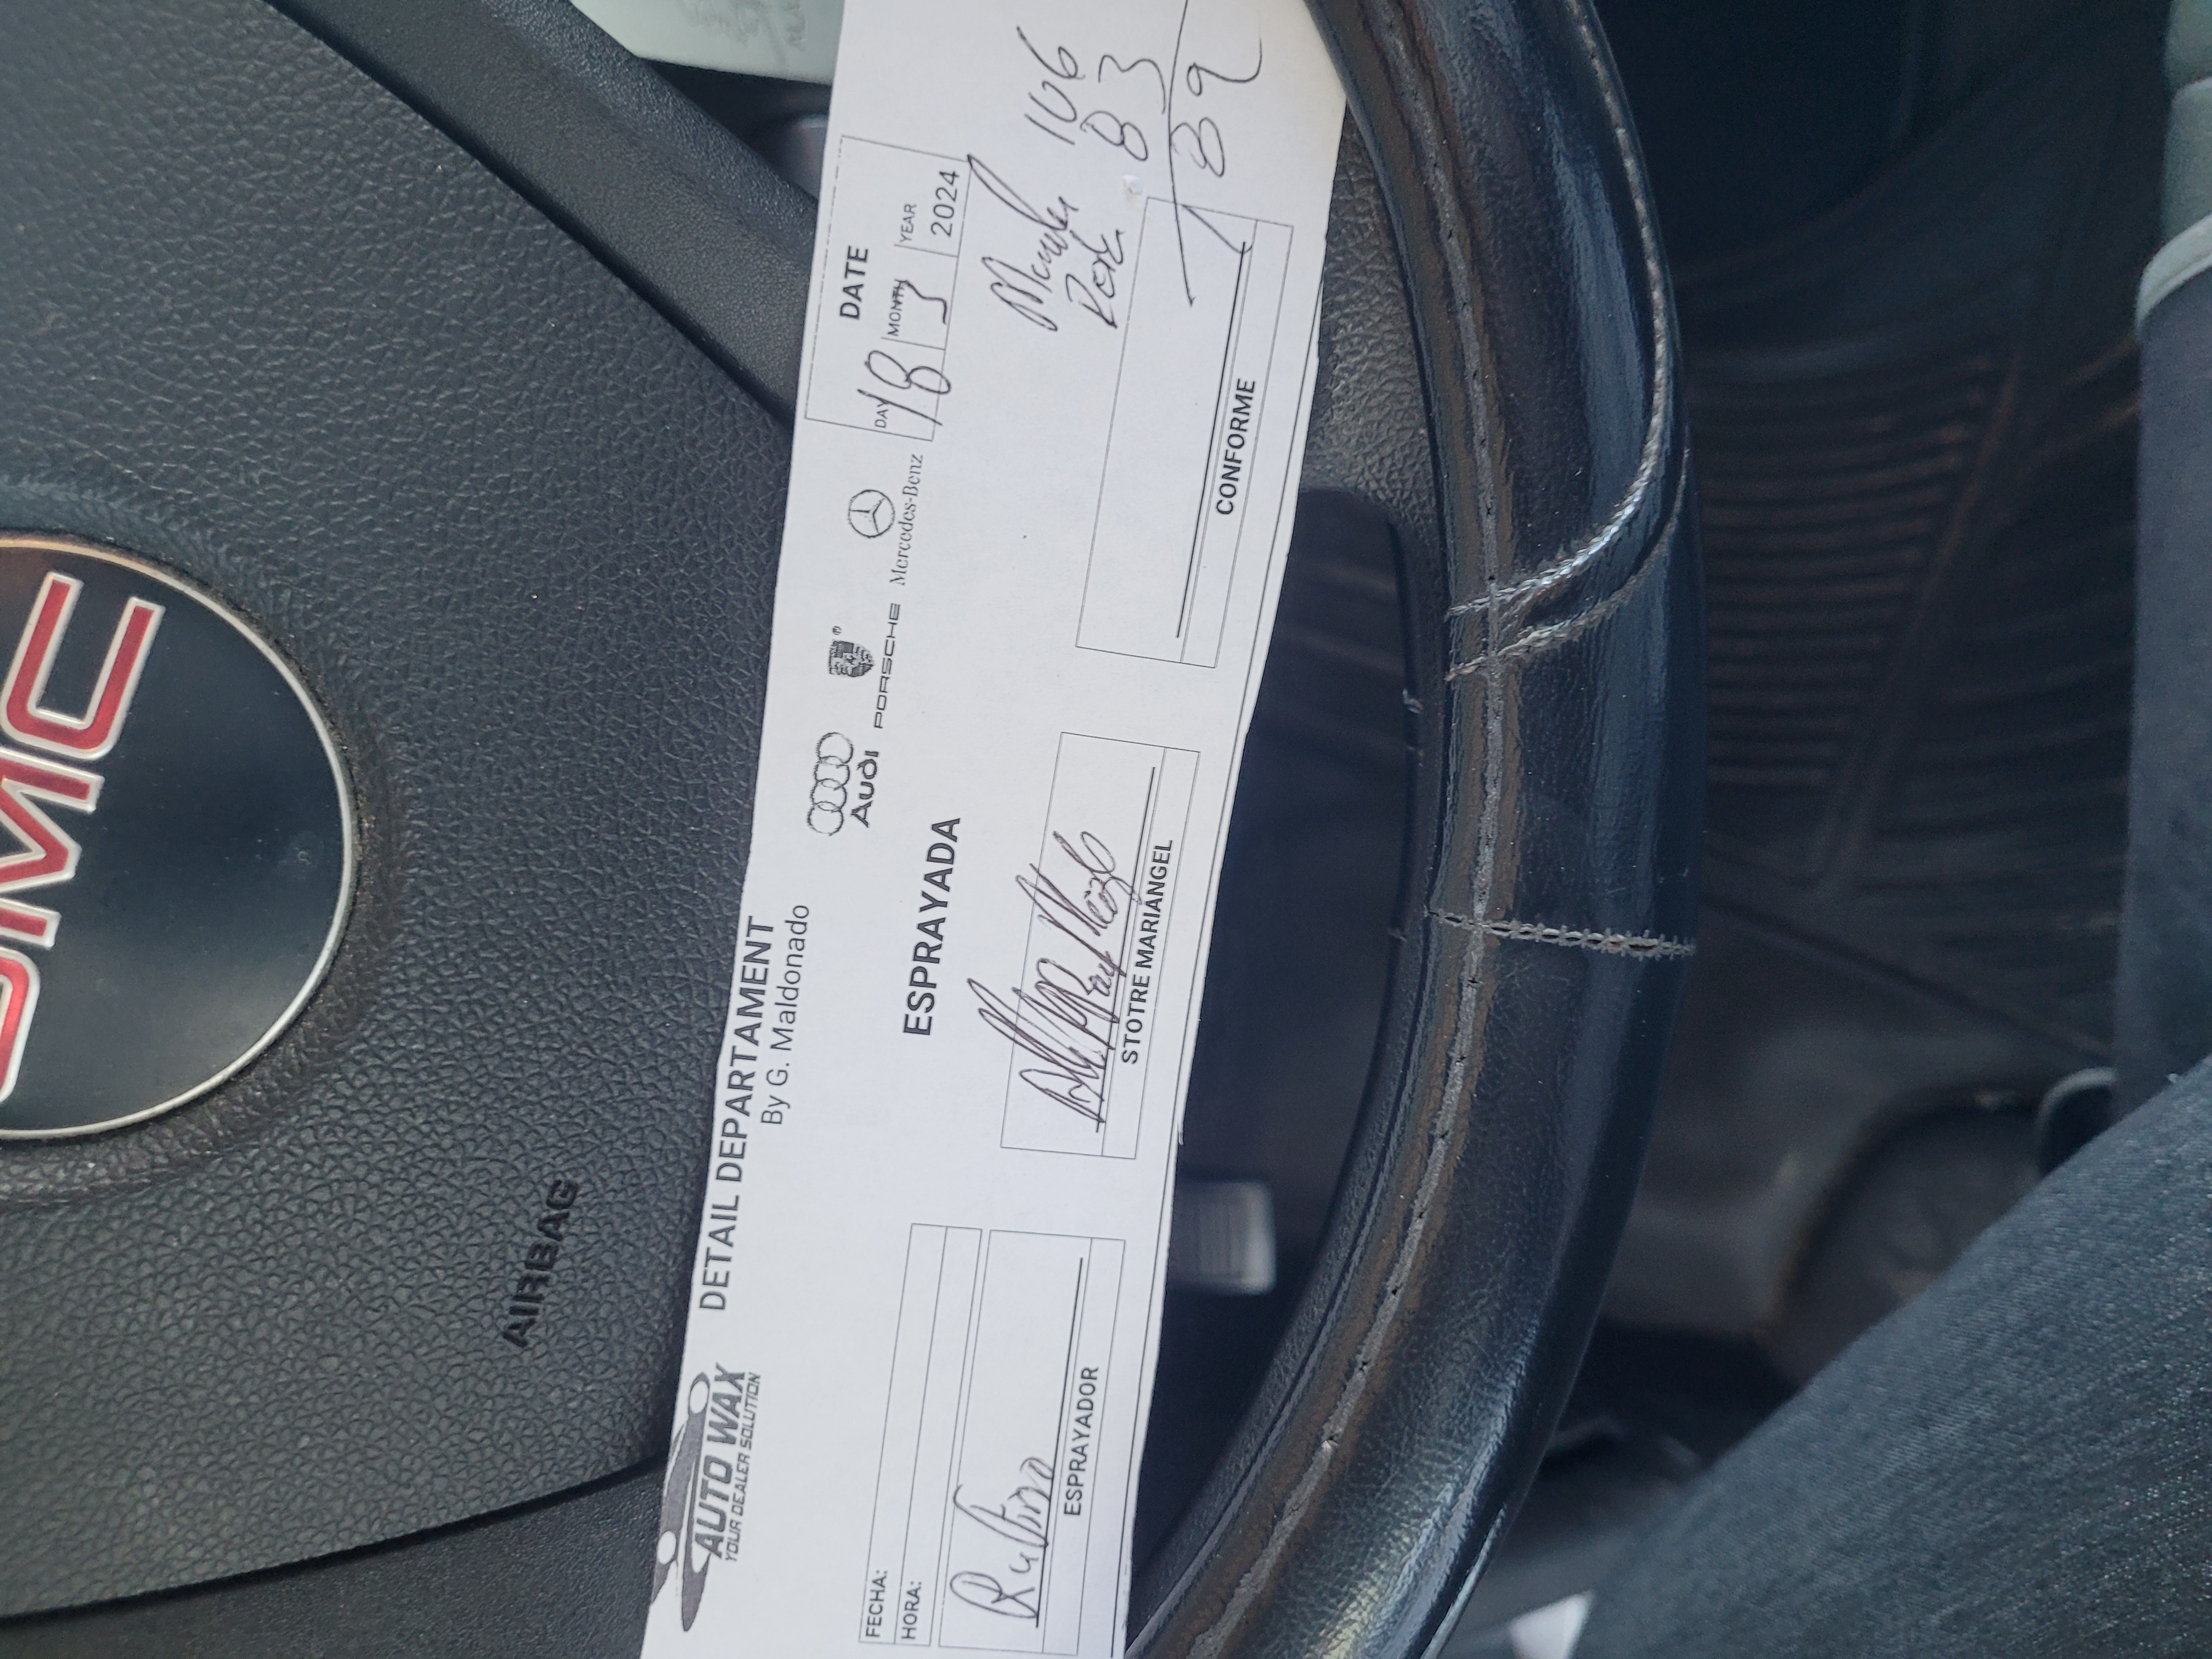 GMC
AIRBAG
AUTO WAX
YOUR DEALER SOLUTION
DETAIL DEPARTAMENT
By G. Maldonado
Audi
PORSCHE
Mercedes-Benz
DATE
DAY MONTH YEAR
18 3 2024
ESPRAYADA
FECHA:
HORA:
106
83
189
Rufino
ESPRAYADOR
STOTRE MARIANGEL
CONFORME